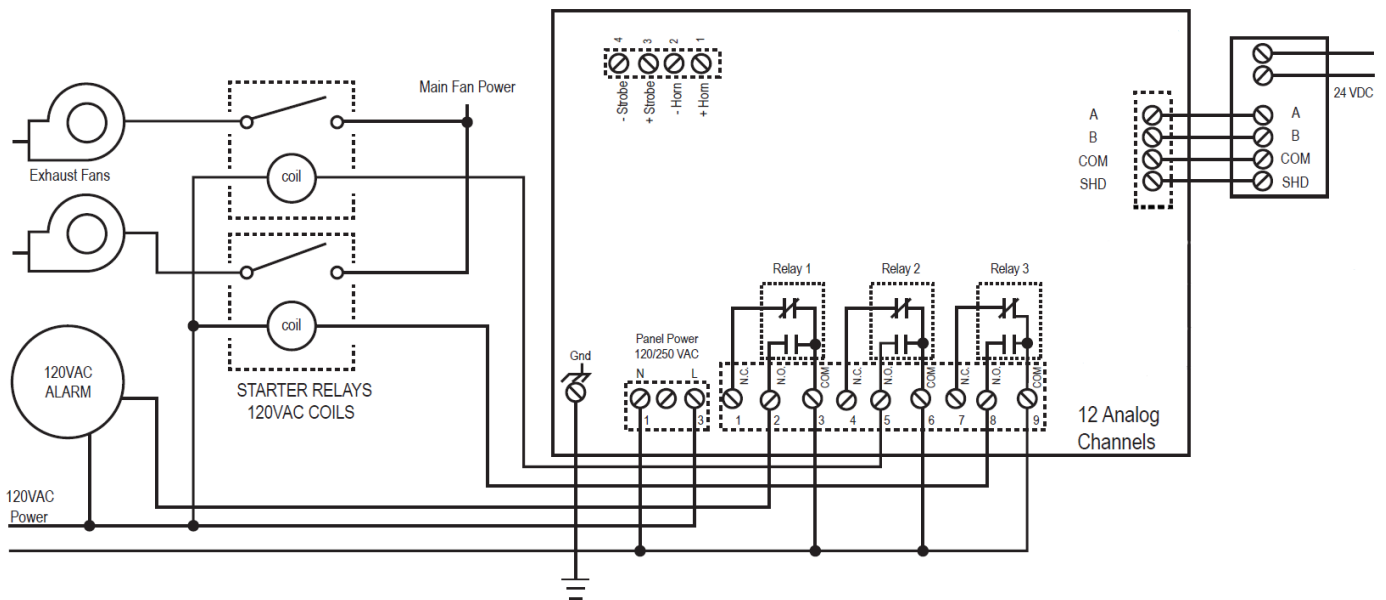 4
3
2
1
- Strobe
+ Strobe
- Horn
+ Horn
Main Fan Power
24 VDC
A
B
COM
SHD
A
B
COM
SHD
coil
Exhaust Fans
coil
STARTER RELAYS
120VAC COILS
120VAC
ALARM
120VAC
Power
Gnd
Panel Power
120/250 VAC
N
L
1
3
Relay 1
Relay 2
Relay 3
N.C.
N.O.
COM
N.C.
N.O.
COM
N.C.
N.O.
COM
1
2
3
4
5
6
7
8
9
12 Analog
Channels